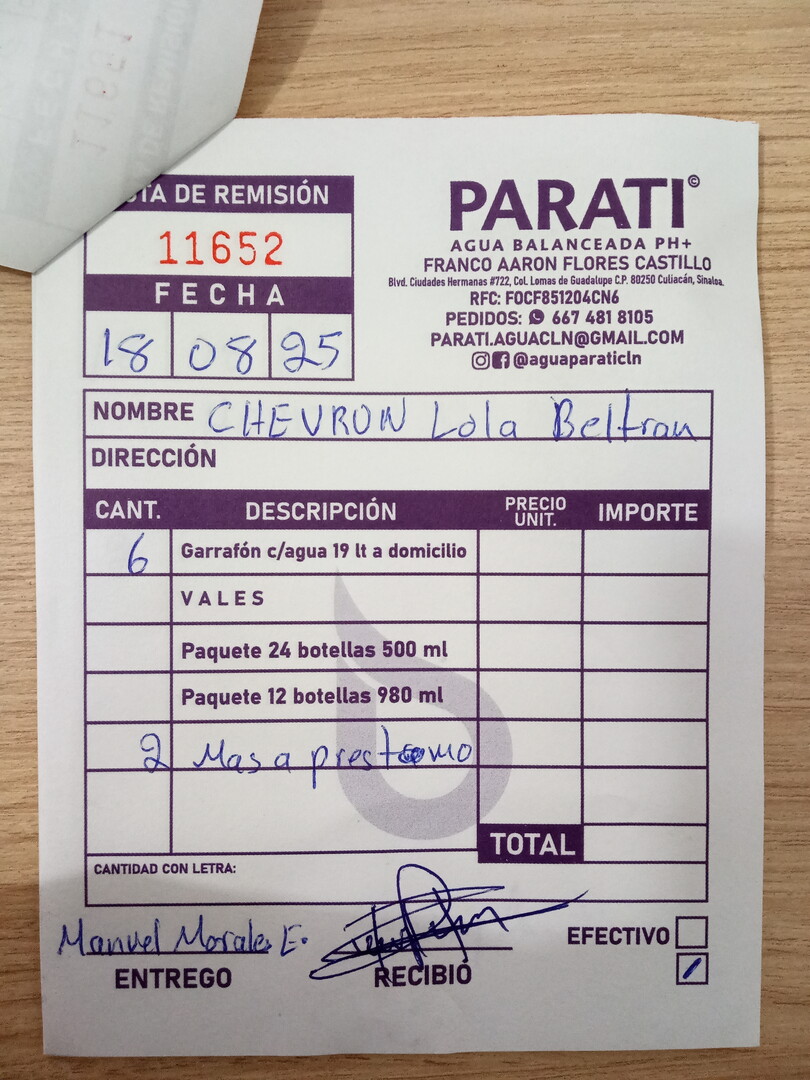 TA DE REMISIÓN
11652
FECHA
18 08 25
PARATI©
AGUA BALANCEADA PH+
FRANCO AARON FLORES CASTILLO
Blvd. Ciudades Hermanas #722, Col. Lomas de Guadalupe C.P. 80250 Culiacán, Sinaloa.
RFC: FOCF851204CN6
PEDIDOS: 667 481 8105
PARATI.AGUACLN@GMAIL.COM
@aguaparaticln
NOMBRE CHEVRON Lola Beltran
DIRECCIÓN
CANT. DESCRIPCIÓN PRECIO UNIT. IMPORTE
6 Garrafón c/agua 19 lt a domicilio
VALES
Paquete 24 botellas 500 ml
Paquete 12 botellas 980 ml
2 Mas a prestamo
TOTAL
CANTIDAD CON LETRA:
Manuel Morales E.
EFECTIVO
ENTREGO RECIBIÓ